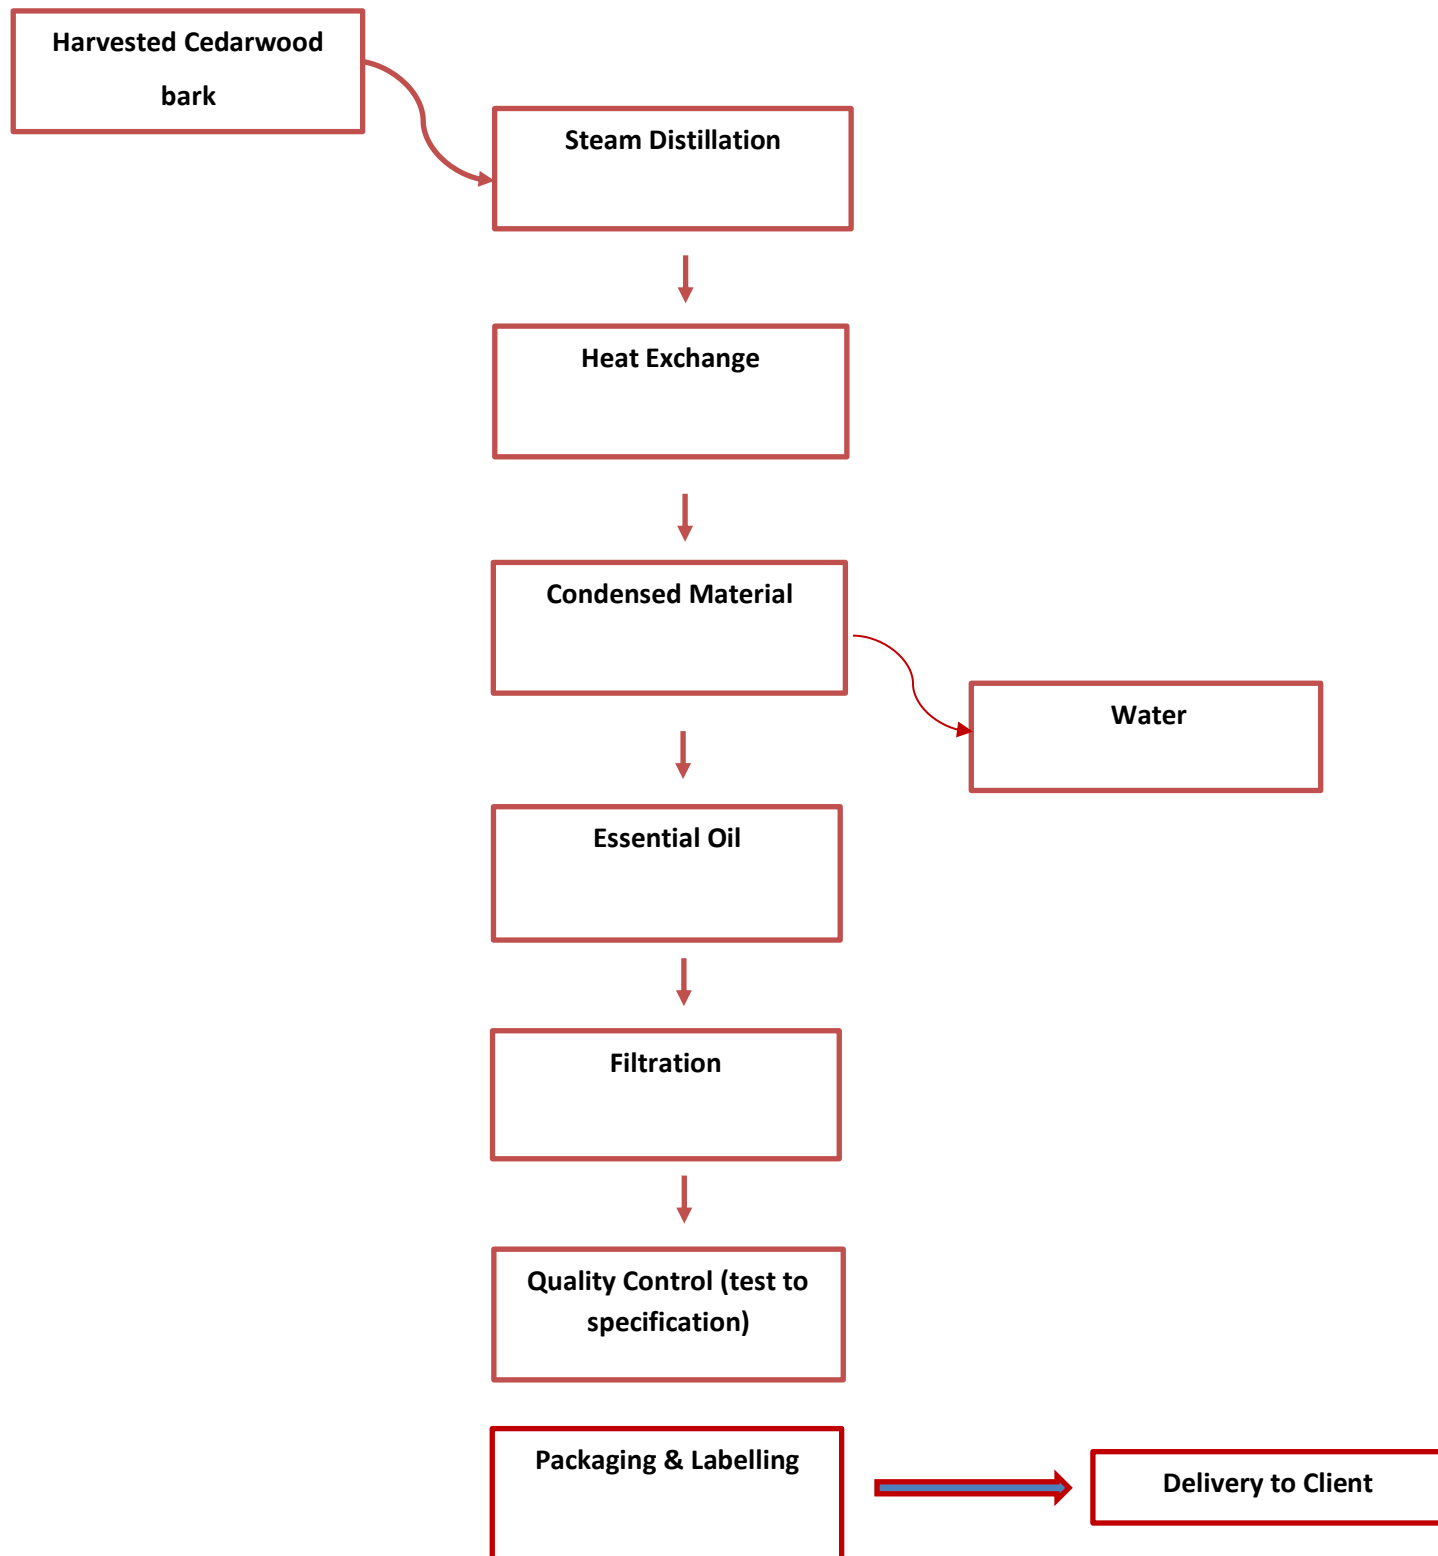 Harvested Cedarwood
bark
Steam Distillation
Heat Exchange
Condensed Material
Water
Essential Oil
Filtration
Quality Control (test to
specification)
Packaging & Labelling
Delivery to Client